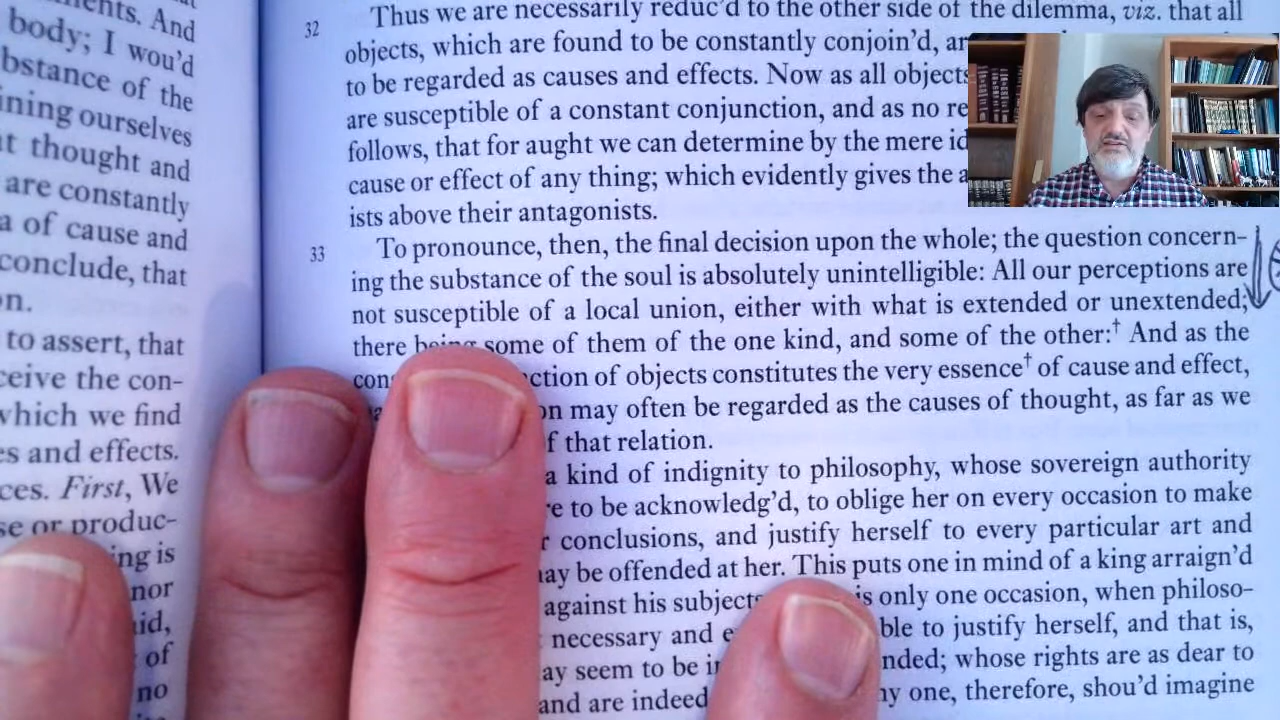 ments. And
body; I wou'd
bstance of the
ining ourselves
t thought and
are constantly
a of cause and
conclude, that
n.
to assert, that
ceive the con-
which we find
es and effects.
ces. First, We
se or produc-
ing is
nor
id,
of
no
32 Thus we are necessarily reduc'd to the other side of the dilemma, viz. that all
objects, which are found to be constantly conjoin'd, ar
to be regarded as causes and effects. Now as all objects
are susceptible of a constant conjunction, and as no re
follows, that for aught we can determine by the mere id
cause or effect of any thing; which evidently gives the a
ists above their antagonists.
33 To pronounce, then, the final decision upon the whole; the question concern-
ing the substance of the soul is absolutely unintelligible: All our perceptions are
not susceptible of a local union, either with what is extended or unextended;
there being some of them of the one kind, and some of the other:† And as the
con ction of objects constitutes the very essence† of cause and effect,
on may often be regarded as the causes of thought, as far as we
f that relation.
a kind of indignity to philosophy, whose sovereign authority
e to be acknowledg'd, to oblige her on every occasion to make
r conclusions, and justify herself to every particular art and
may be offended at her. This puts one in mind of a king arraign'd
against his subjects is only one occasion, when philoso-
necessary and e ble to justify herself, and that is,
ay seem to be in nded; whose rights are as dear to
and are indeed ny one, therefore, shou'd imagine